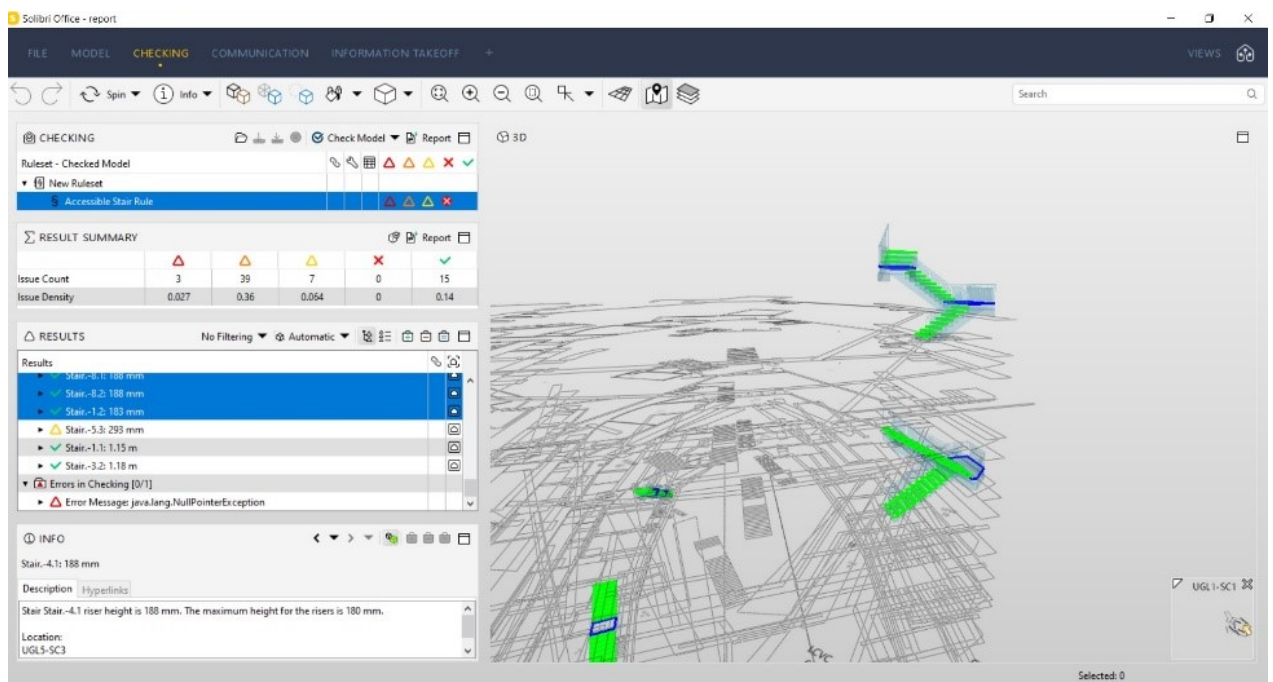 Solibri Office - report
FILE MODEL CHECKING COMMUNICATION INFORMATION TAKEOFF + VIEWS
Spin Info Search
CHECKING Check Model Report
Ruleset - Checked Model
New Ruleset
§ Accessible Stair Rule
∑ RESULT SUMMARY Report
Issue Count 3 39 7 0 15
Issue Density 0.027 0.36 0.064 0 0.14
RESULTS No Filtering Automatic
Results
Stair.-8.1: 188 mm
Stair.-8.2: 188 mm
Stair.-1.2: 183 mm
Stair.-5.3: 293 mm
Stair.-1.1: 1.15 m
Stair.-3.2: 1.18 m
Errors in Checking [0/1]
Error Message: java.lang.NullPointerException
INFO
Stair.-4.1: 188 mm
Description Hyperlinks
Stair Stair.-4.1 riser height is 188 mm. The maximum height for the risers is 180 mm.
Location:
UGL5-SC3
3D
UGL1-SC1
Selected: 0